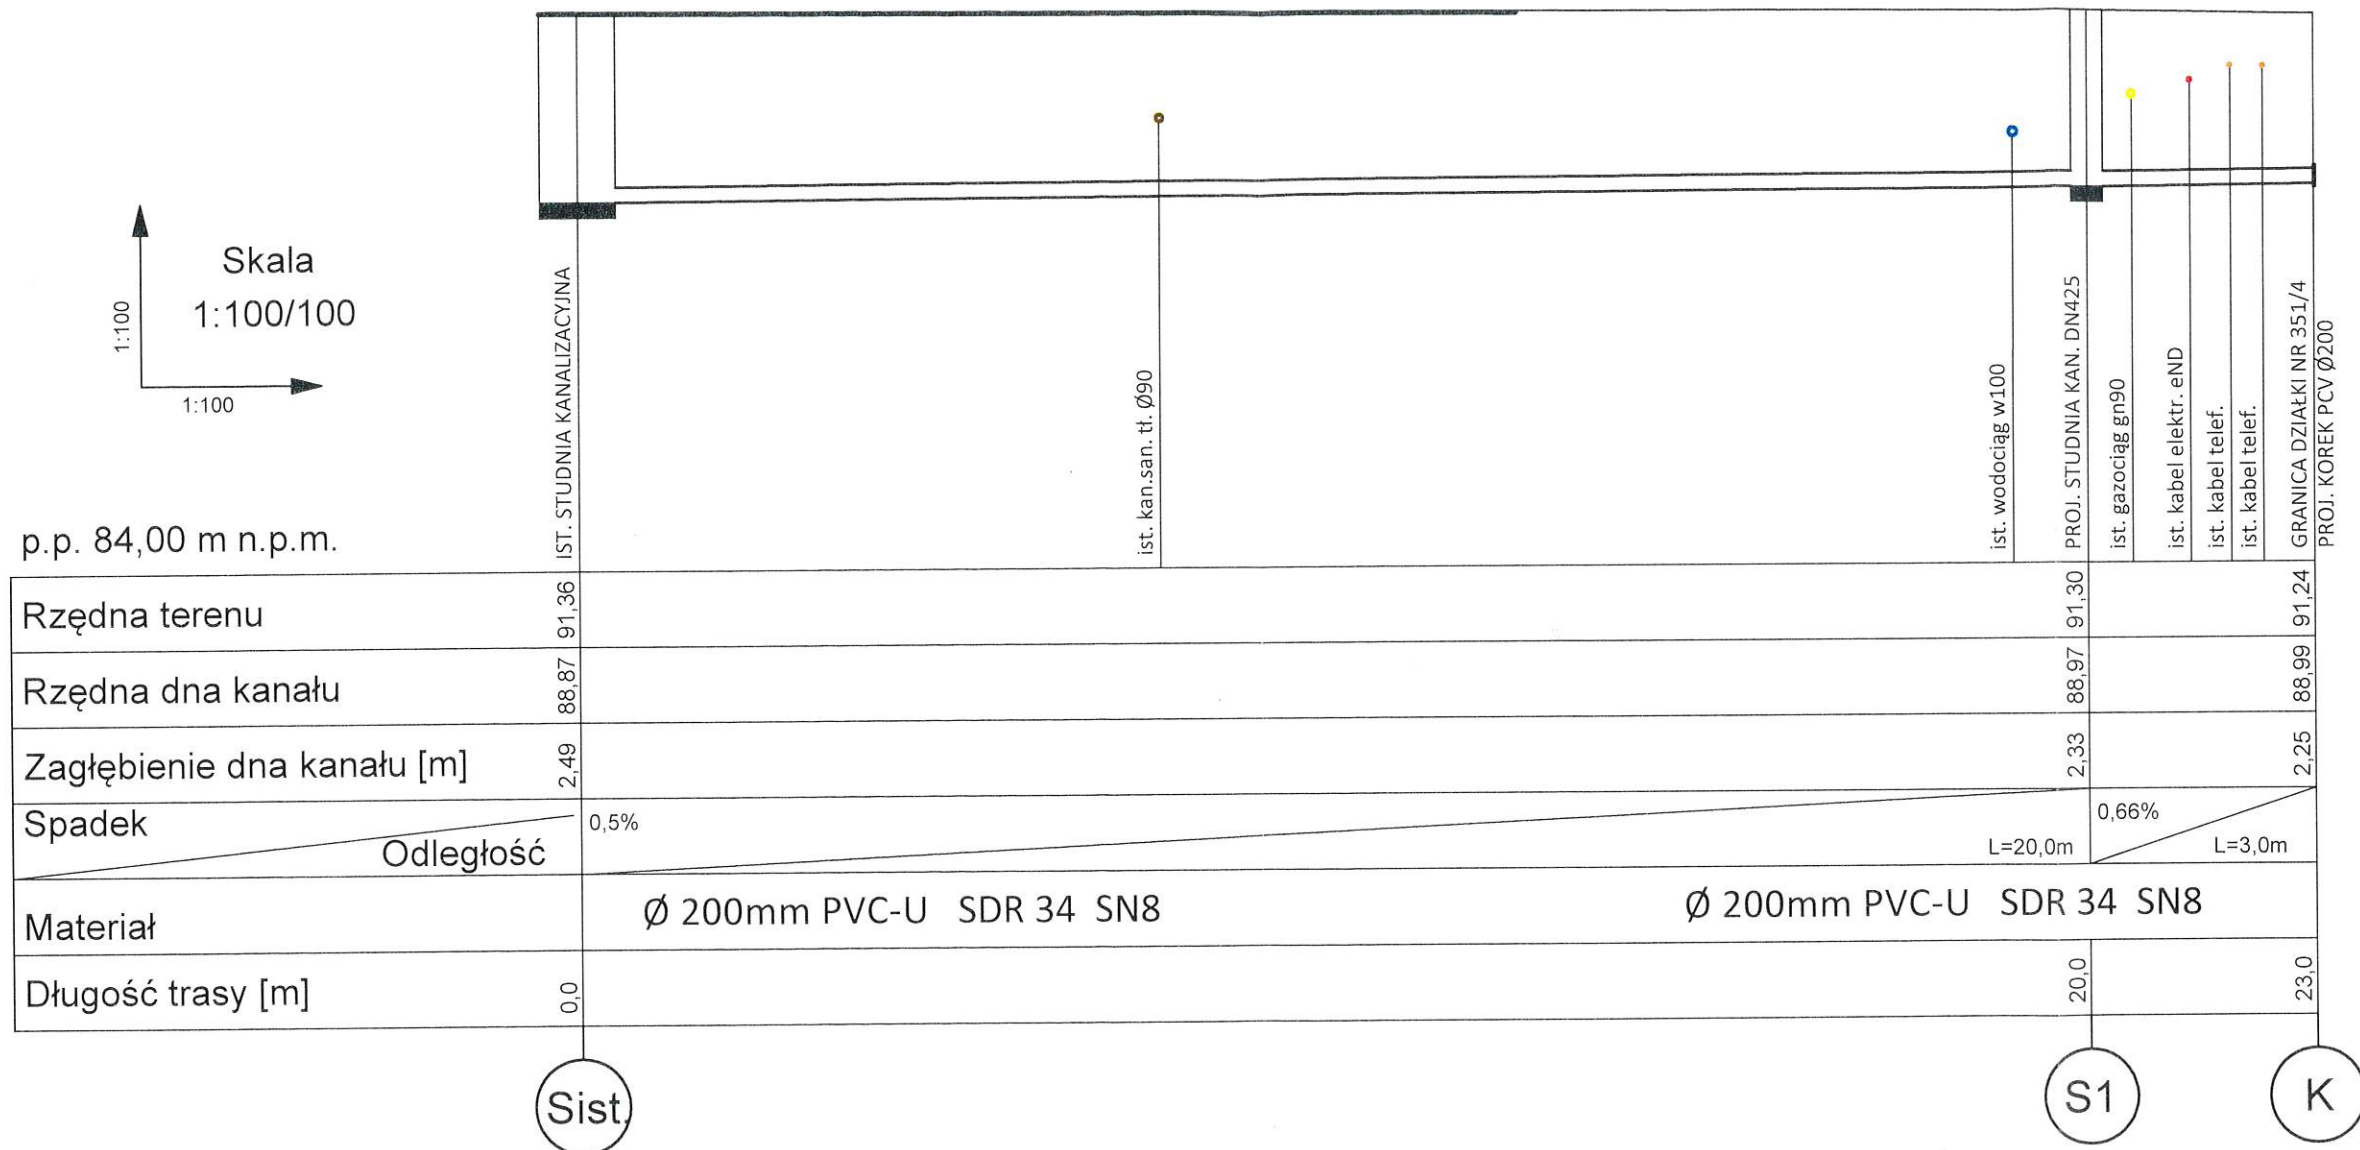 Skala
1:100/100
1:100
1:100
p.p. 84,00 m n.p.m.
IST. STUDNIA KANALIZACYJNA
ist. kan.san. tł. Ø90
ist. wodociąg w100
PROJ. STUDNIA KAN. DN425
ist. gazociąg gn90
ist. kabel elektr. eND
ist. kabel telef.
ist. kabel telef.
GRANICA DZIAŁKI NR 351/4
PROJ. KOREK PCV Ø200
Rzędna terenu 91,36 91,30 91,24
Rzędna dna kanału 88,87 88,97 88,99
Zagłębienie dna kanału [m] 2,49 2,33 2,25
Spadek 0,5% 0,66%
Odległość L=20,0m L=3,0m
Materiał Ø 200mm PVC-U SDR 34 SN8 Ø 200mm PVC-U SDR 34 SN8
Długość trasy [m] 0,0 20,0 23,0
Sist. S1 K